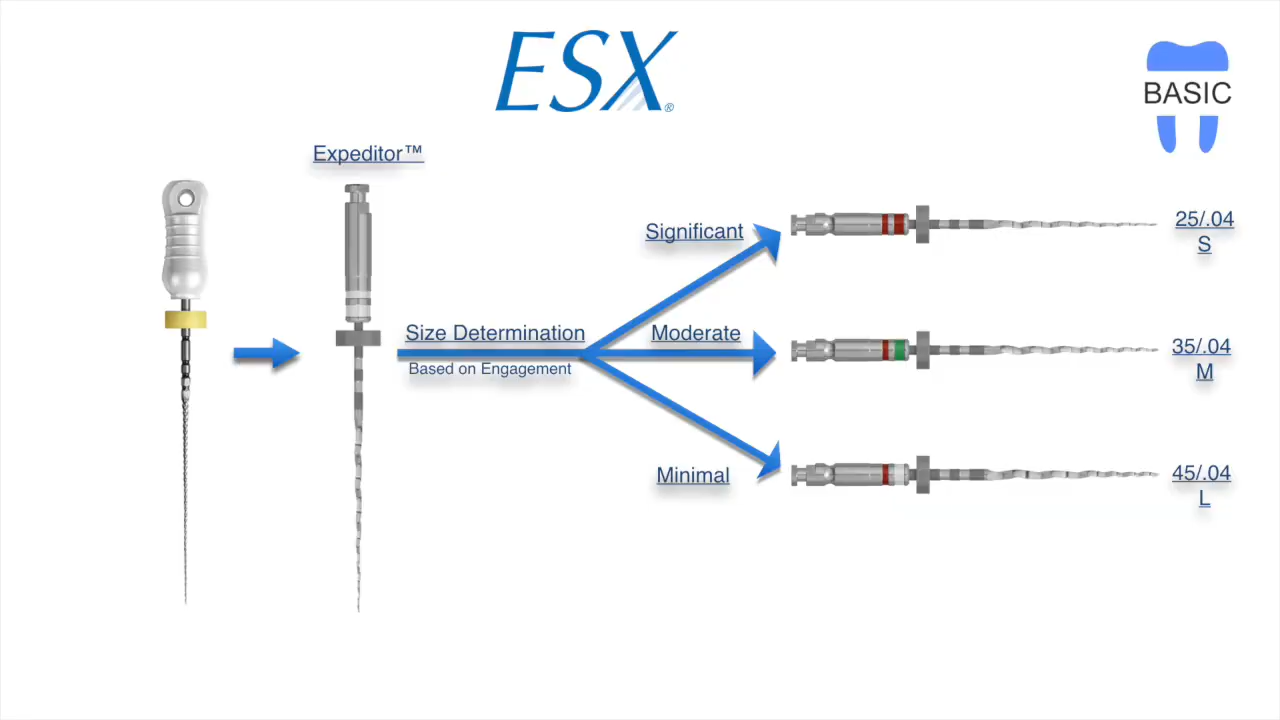 ESX®
BASIC
Expeditor™
Significant
25/.04
S
Size Determination
Based on Engagement
Moderate
35/.04
M
Minimal
45/.04
L